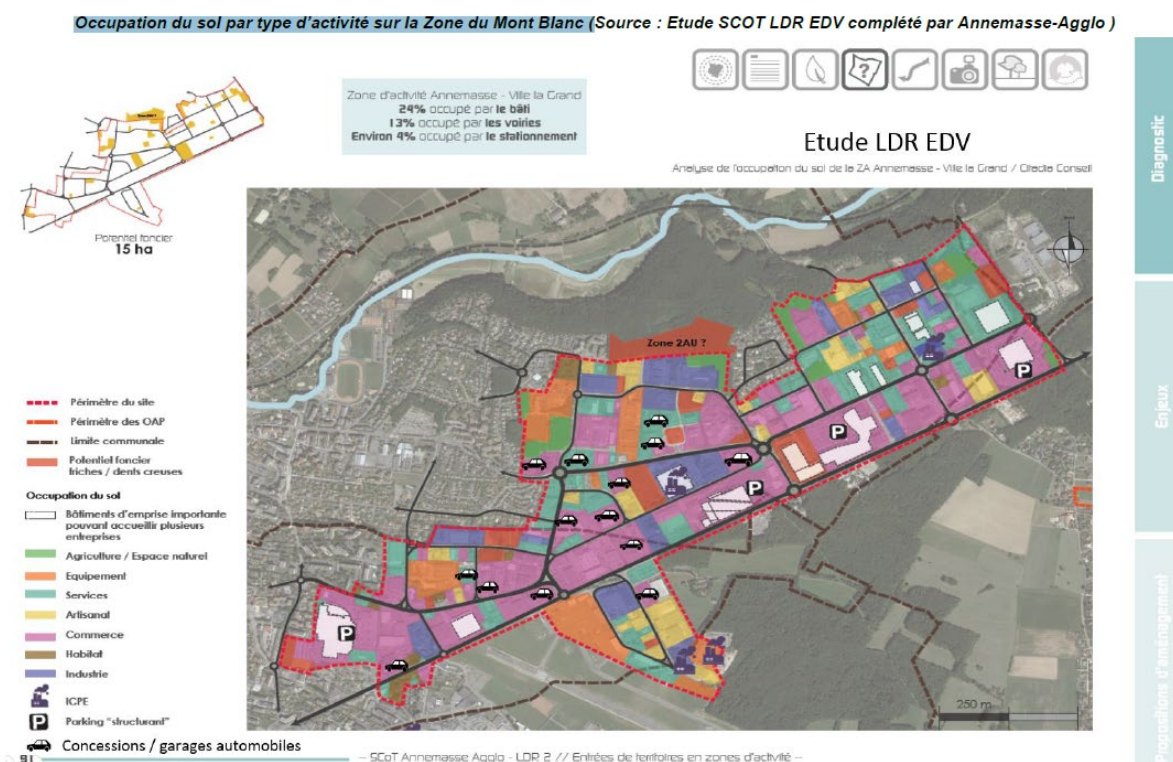 Occupation du sol par type d'activité sur la Zone du Mont Blanc (Source : Etude SCOT LDR EDV complété par Annemasse-Agglo )
Zone d'activité Annemasse - Ville la Grand
24% occupé par le bâti
13% occupé par les voiries
Environ 4% occupé par le stationnement
Etude LDR EDV
Analyse de l'occupation du sol de la ZA Annemasse - Ville la Grand / Citadia Conseil
Potentiel foncier
15 ha
Diagnostic
Enjeux
Propositions d'aménagement
Zone 2AU ?
P
P
P
P
250 m
Périmètre du site
Périmètre des OAP
Limite communale
Potentiel foncier
friches / dents creuses
Occupation du sol
Bâtiments d'emprise importante
pouvant accueillir plusieurs
entreprises
Agriculture / Espace naturel
Equipement
Services
Artisanal
Commerce
Habitat
Industrie
ICPE
P Parking "structurant"
Concessions / garages automobiles
91
– SCoT Annemasse Agglo - LDR 2 // Entrées de territoires en zones d'activité –